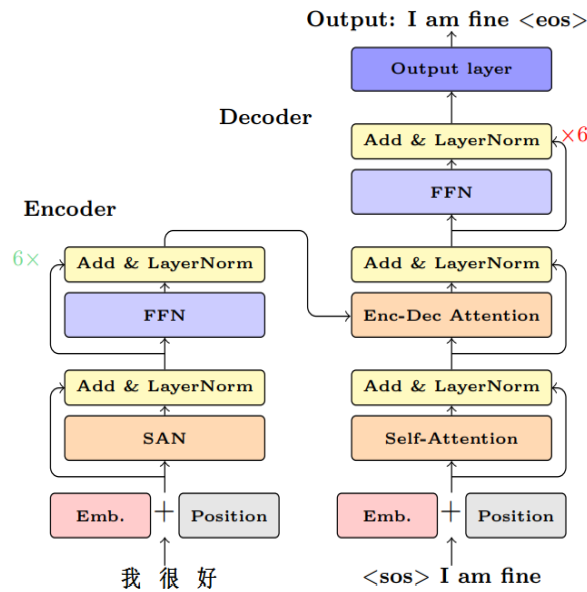 Output: I am fine <eos>
Output layer
Decoder
Add & LayerNorm
×6
FFN
Encoder
6×
Add & LayerNorm
Add & LayerNorm
FFN
Enc-Dec Attention
Add & LayerNorm
Add & LayerNorm
SAN
Self-Attention
Emb. + Position
Emb. + Position
我 很 好
<sos> I am fine